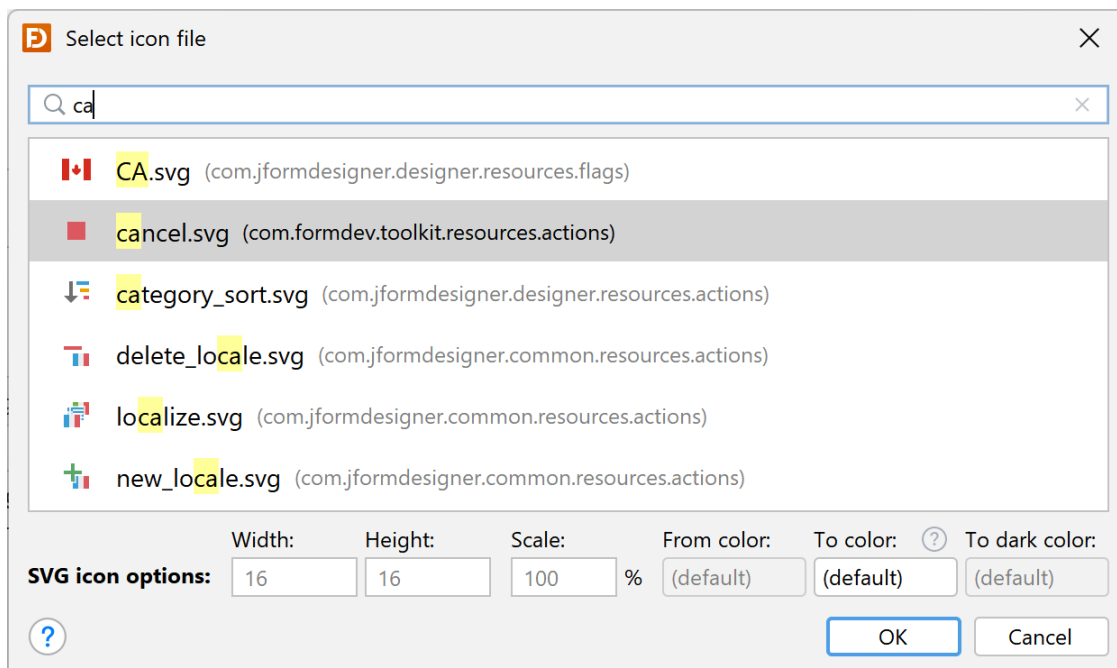 Select icon file
ca
CA.svg (com.jformdesigner.designer.resources.flags)
cancel.svg (com.formdev.toolkit.resources.actions)
category_sort.svg (com.jformdesigner.designer.resources.actions)
delete_locale.svg (com.jformdesigner.common.resources.actions)
localize.svg (com.jformdesigner.common.resources.actions)
new_locale.svg (com.jformdesigner.common.resources.actions)
Width: Height: Scale: From color: To color: ? To dark color:
SVG icon options: 16 16 100 % (default) (default) (default)
? OK Cancel